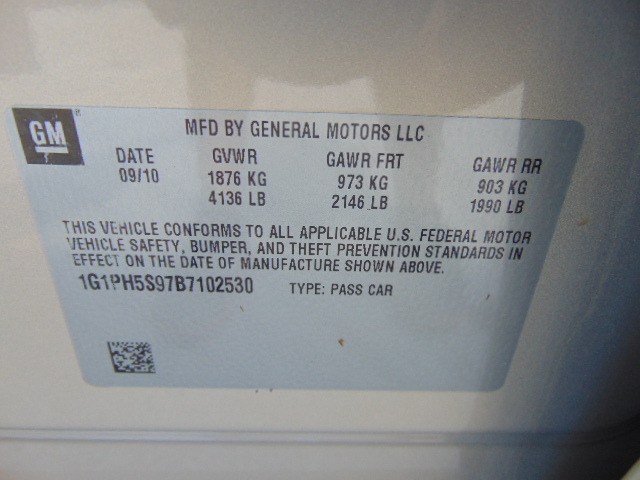 GM ®
MFD BY GENERAL MOTORS LLC
DATE GVWR GAWR FRT GAWR RR
09/10 1876 KG 973 KG 903 KG
4136 LB 2146 LB 1990 LB
THIS VEHICLE CONFORMS TO ALL APPLICABLE U.S. FEDERAL MOTOR
VEHICLE SAFETY, BUMPER, AND THEFT PREVENTION STANDARDS IN
EFFECT ON THE DATE OF MANUFACTURE SHOWN ABOVE.
1G1PH5S97B7102530 TYPE: PASS CAR